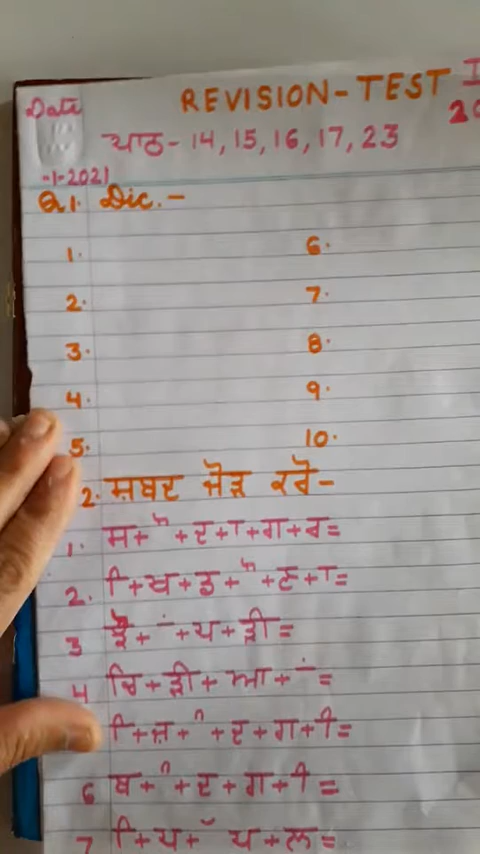 Date REVISION-TEST
ਪਾਠ- 14, 15, 16, 17, 23
-1-2021
Q1. Dic.-
1. 6.
2. 7.
3. 8.
4. 9.
5. 10.
2. ਸ਼ਬਦ ਜੋੜ ਕਰੋ-
1. ਸ+ੌ+ਦ+ਾ+ਗ+ਰ=
2. ਿ+ਖ+ਡ+ੌ+ਣ+ਾ=
3 +ਂ+ਪ+ੜੀ=
4 ਚਿ+ੜੀ+ਆ+ਂ=
ਿ+ਜ਼+ੰ+ਦ+ਗ+ੀ=
6 ਬ+ੰ+ਦ+ਗ+ੀ=
7 ਿ+ਪ+ੱ ਪ+ਲ=